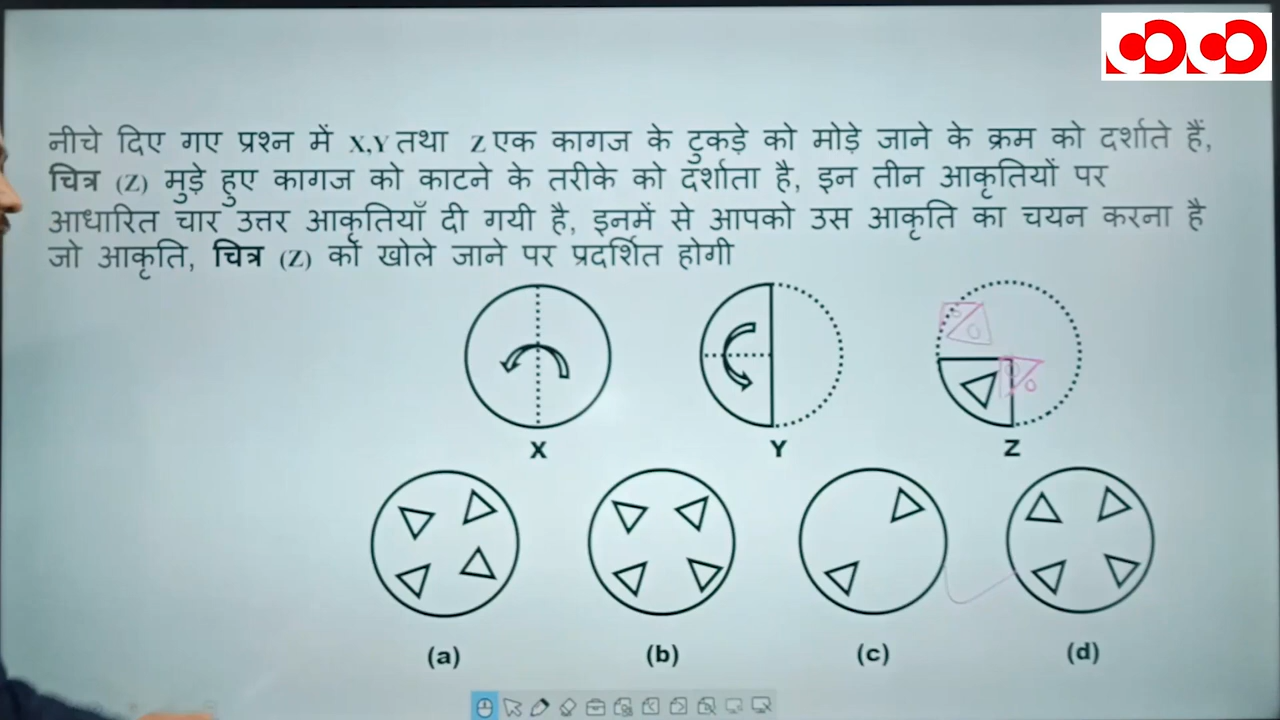 नीचे दिए गए प्रश्न में X,Y तथा Z एक कागज के टुकड़े को मोड़े जाने के क्रम को दर्शाते हैं,
चित्र (Z) मुड़े हुए कागज को काटने के तरीके को दर्शाता है, इन तीन आकृतियों पर
आधारित चार उत्तर आकृतियाँ दी गयी है, इनमें से आपको उस आकृति का चयन करना है
जो आकृति, चित्र (Z) को खोले जाने पर प्रदर्शित होगी
X Y Z
(a) (b) (c) (d)